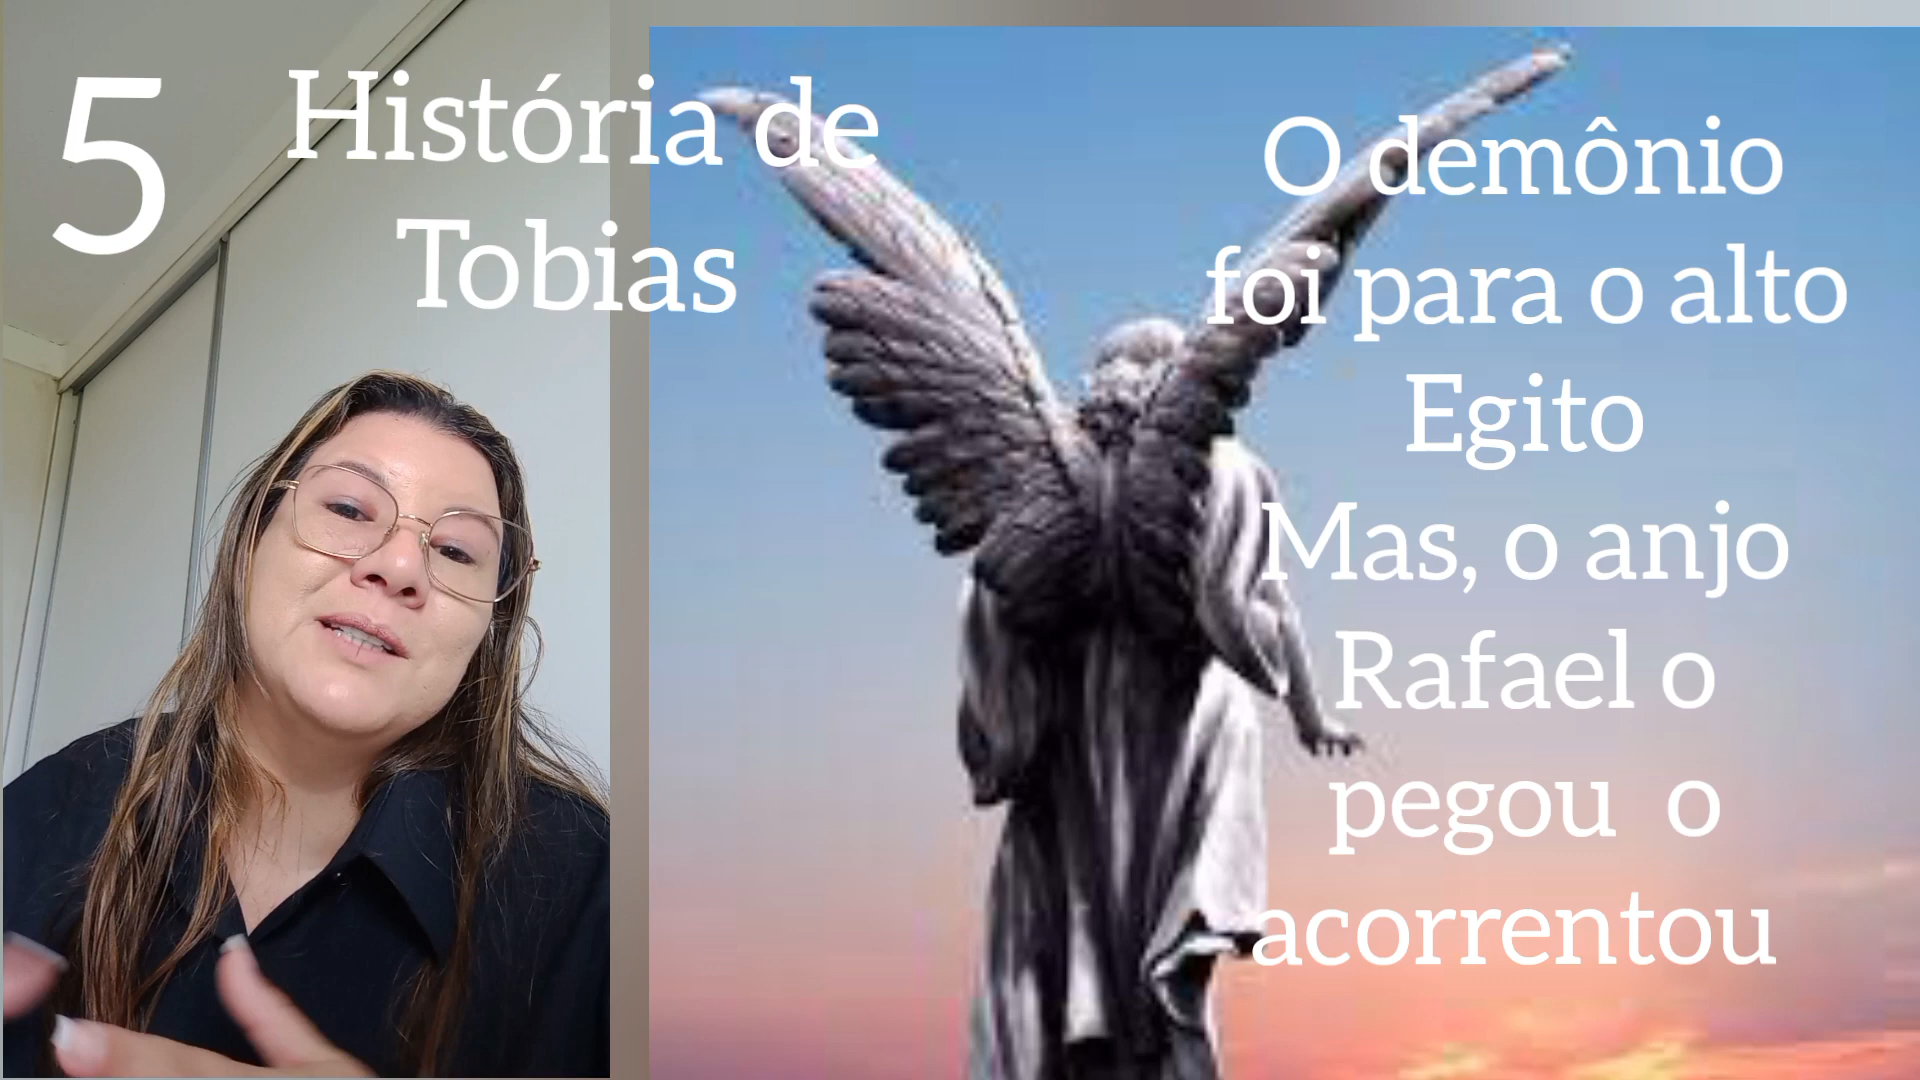 5
História de
Tobias
O demônio
foi para o alto
Egito
Mas, o anjo
Rafael o
pegou o
acorrentou